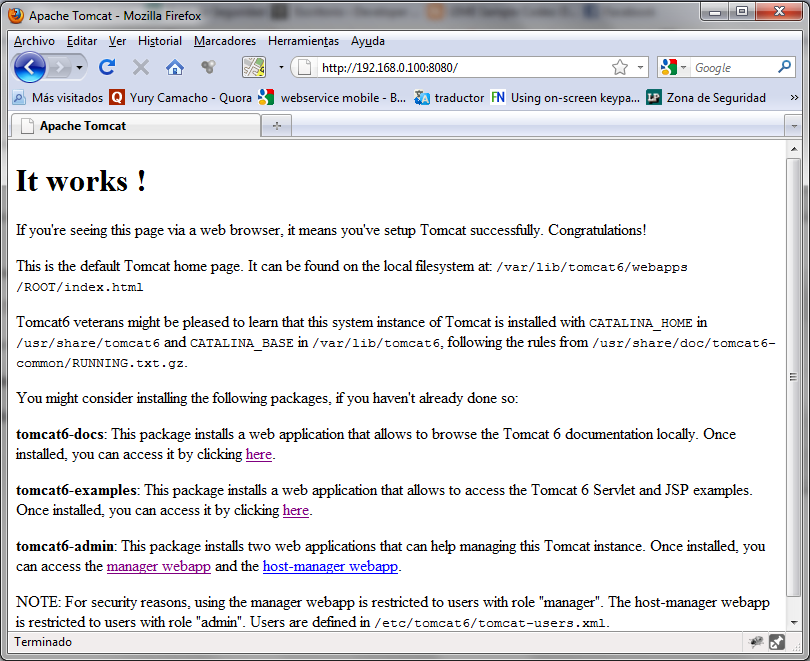 Apache Tomcat - Mozilla Firefox
Archivo Editar Ver Historial Marcadores Herramientas Ayuda
http://192.168.0.100:8080/ Google
Más visitados Yury Camacho - Quora webservice mobile - B... traductor Using on-screen keypa... Zona de Seguridad »
Apache Tomcat
It works !
If you're seeing this page via a web browser, it means you've setup Tomcat successfully. Congratulations!
This is the default Tomcat home page. It can be found on the local filesystem at: /var/lib/tomcat6/webapps
/ROOT/index.html
Tomcat6 veterans might be pleased to learn that this system instance of Tomcat is installed with CATALINA_HOME in
/usr/share/tomcat6 and CATALINA_BASE in /var/lib/tomcat6, following the rules from /usr/share/doc/tomcat6-
common/RUNNING.txt.gz.
You might consider installing the following packages, if you haven't already done so:
tomcat6-docs: This package installs a web application that allows to browse the Tomcat 6 documentation locally. Once
installed, you can access it by clicking here.
tomcat6-examples: This package installs a web application that allows to access the Tomcat 6 Servlet and JSP examples.
Once installed, you can access it by clicking here.
tomcat6-admin: This package installs two web applications that can help managing this Tomcat instance. Once installed, you
can access the manager webapp and the host-manager webapp.
NOTE: For security reasons, using the manager webapp is restricted to users with role "manager". The host-manager webapp
is restricted to users with role "admin". Users are defined in /etc/tomcat6/tomcat-users.xml.
Terminado